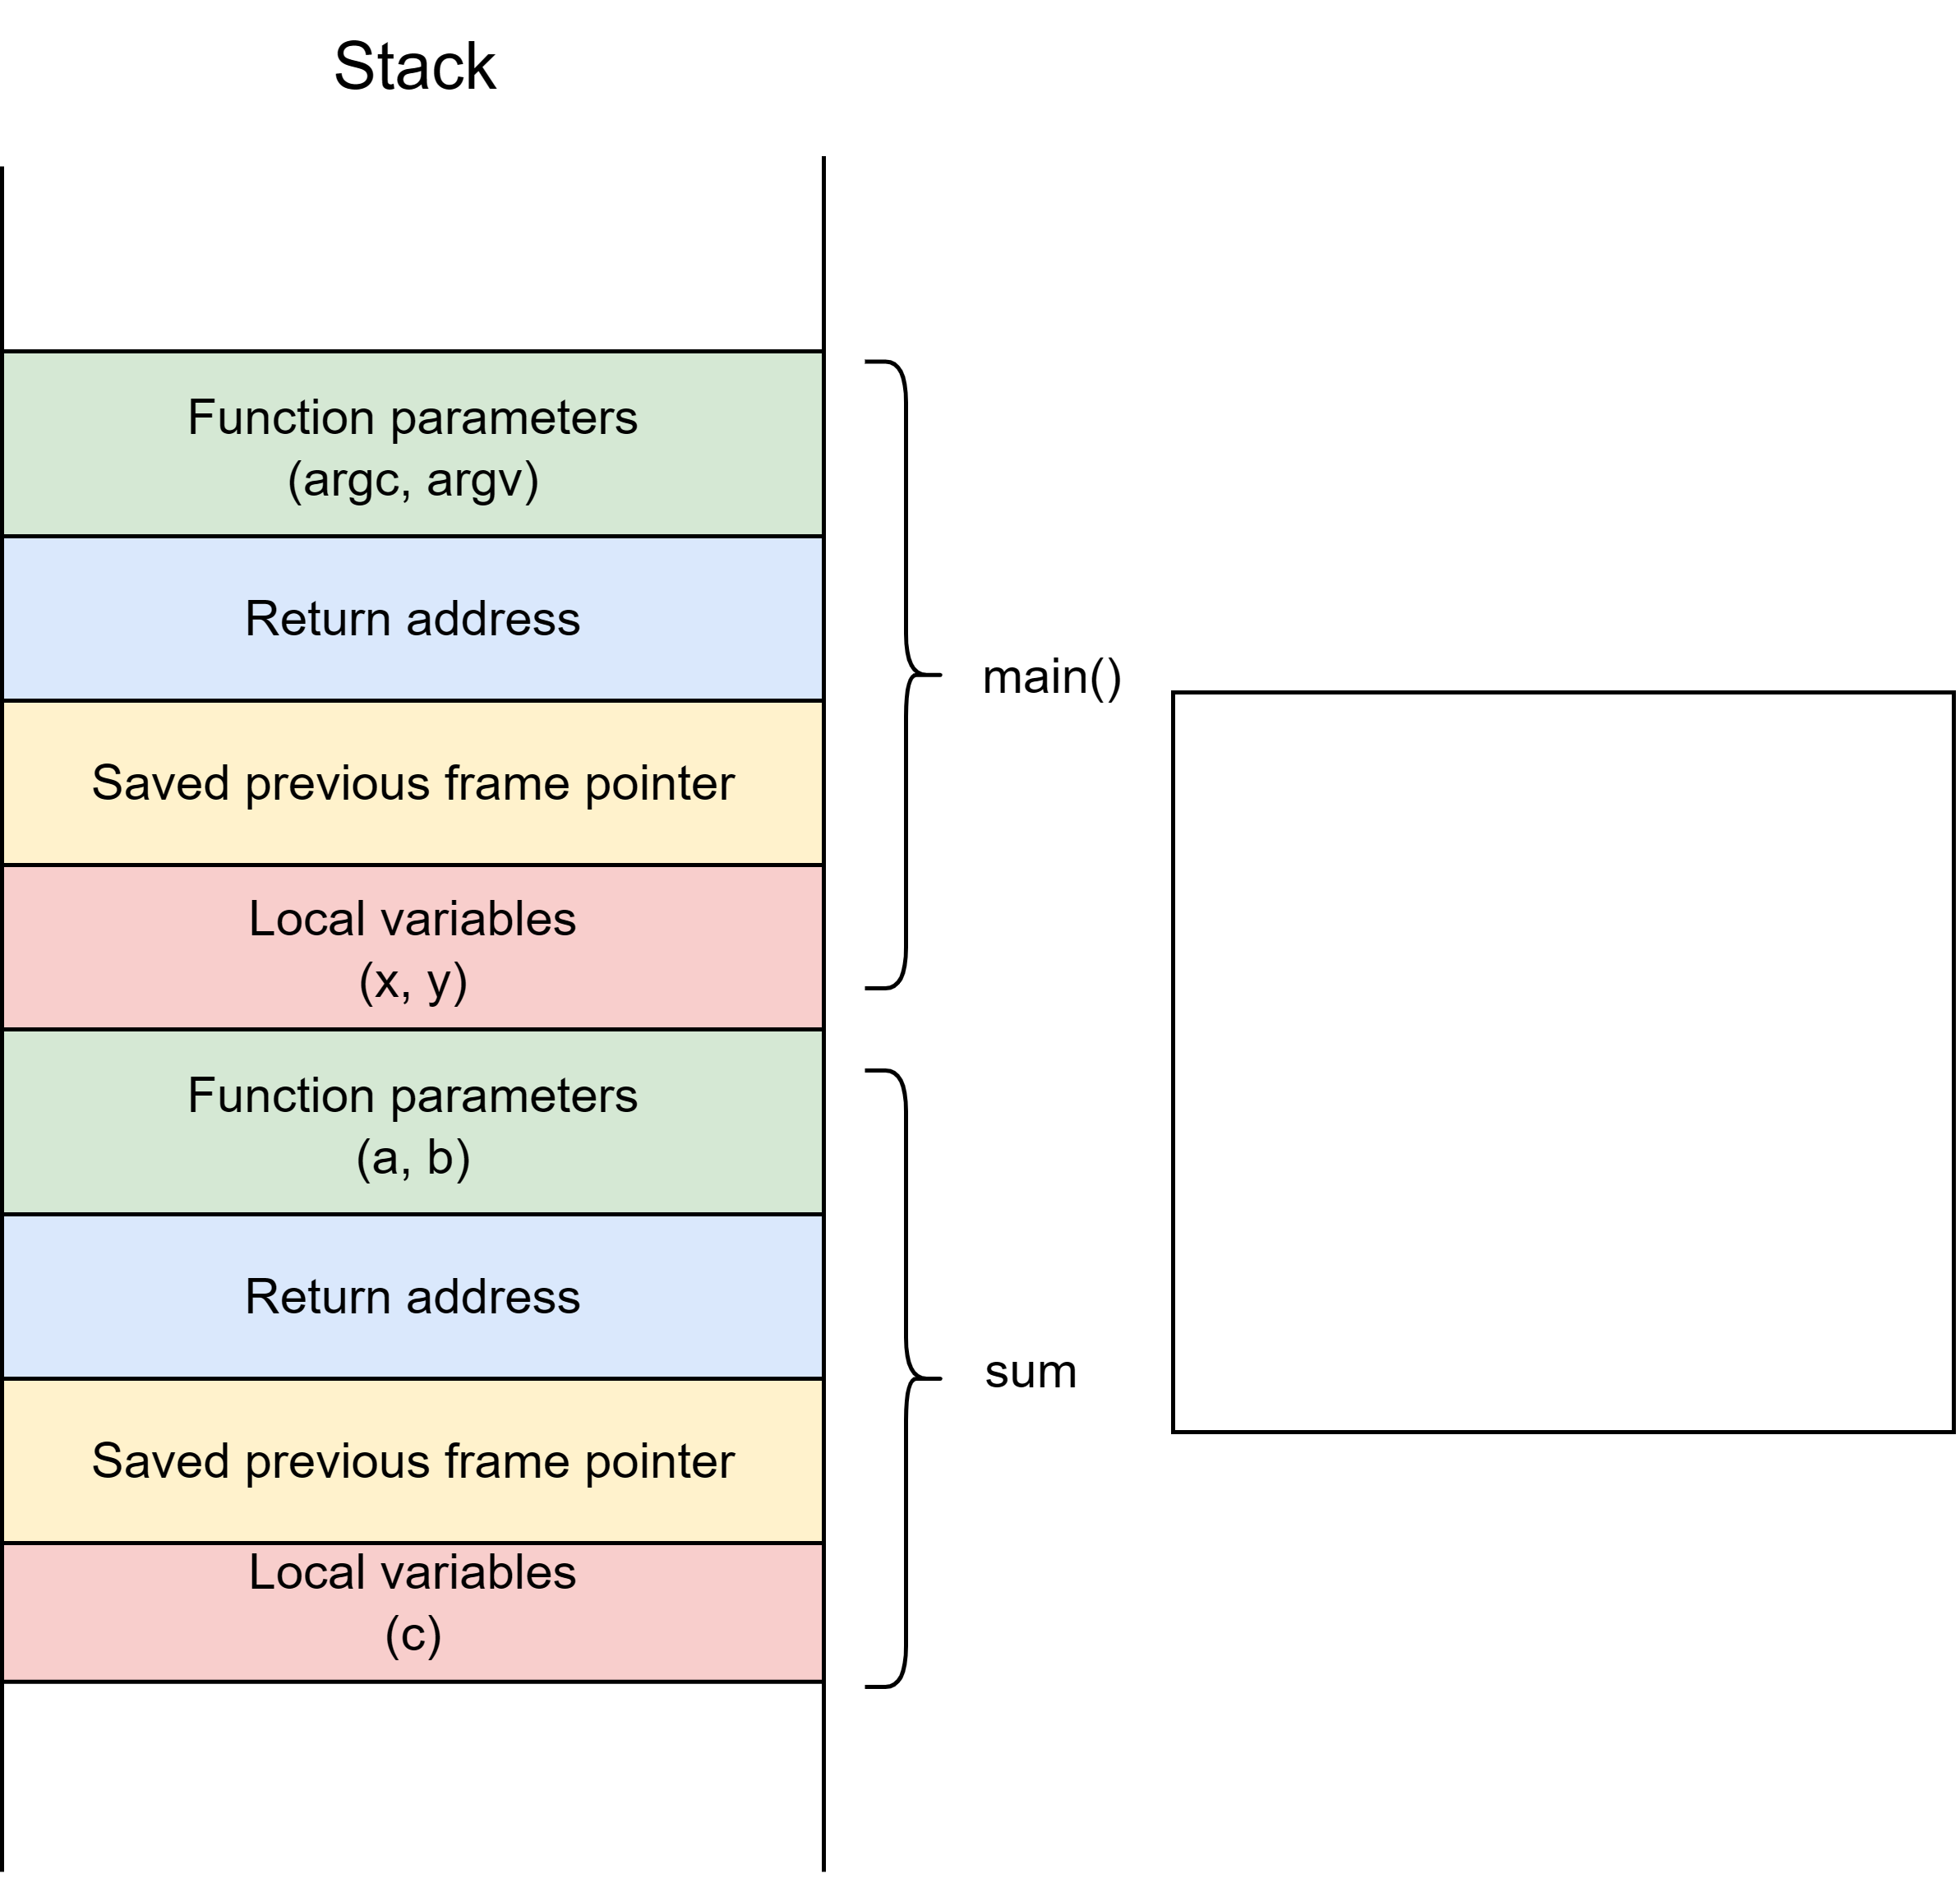 Stack
Function parameters
(argc, argv)
Return address
main()
Saved previous frame pointer
Local variables
(x, y)
Function parameters
(a, b)
Return address
sum
Saved previous frame pointer
Local variables
(c)